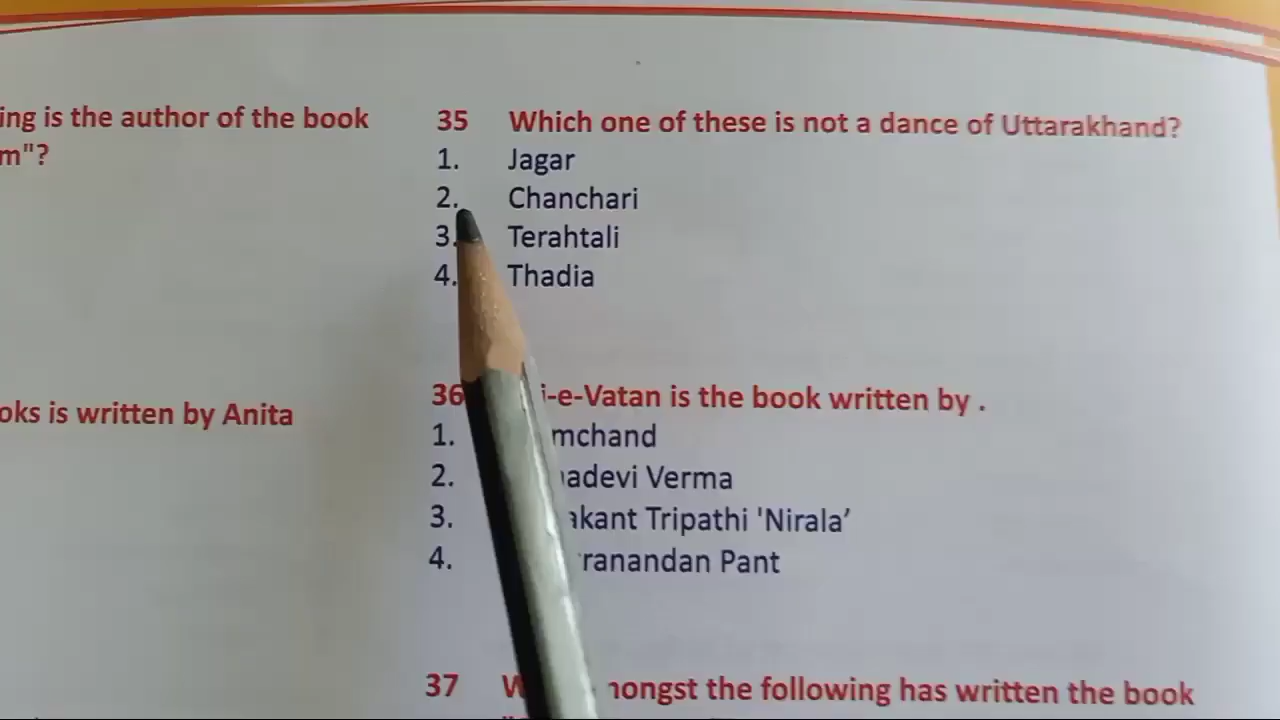 ing is the author of the book
m"?
oks is written by Anita
35 Which one of these is not a dance of Uttarakhand?
1. Jagar
2. Chanchari
3. Terahtali
4. Thadia
36 i-e-Vatan is the book written by .
1. mchand
2. adevi Verma
3. akant Tripathi 'Nirala’
4. ranandan Pant
37 W nongst the following has written the book